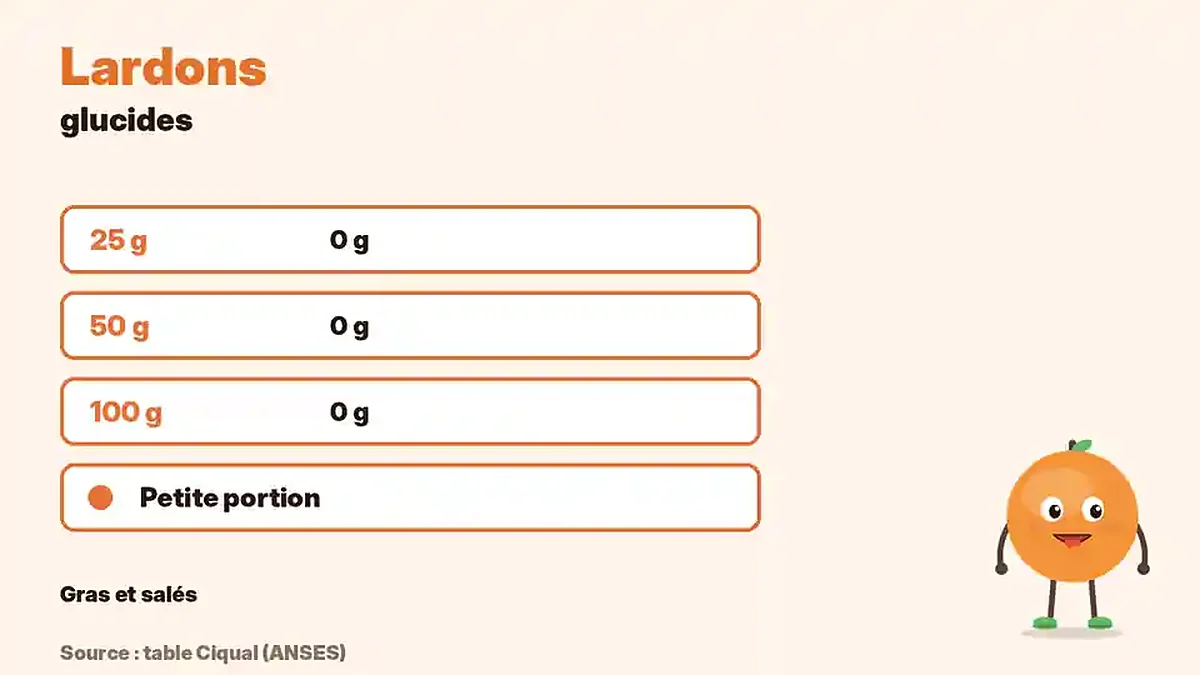 Lardons
glucides
25 g 0 g
50 g 0 g
100 g 0 g
Petite portion
Gras et salés
Source : table Ciqual (ANSES)